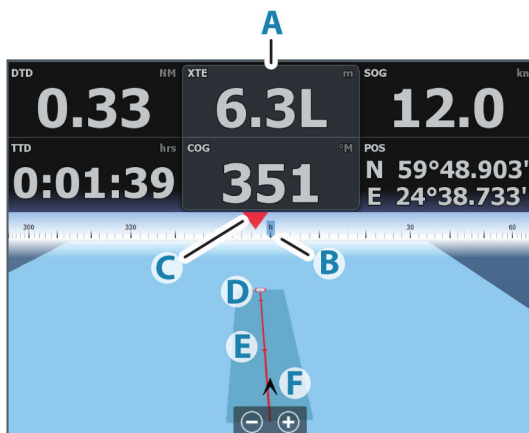 A
DTD NM XTE m SOG kn
0.33 6.3L 12.0
TTD hrs COG °M POS
0:01:39 351 N 59°48.903'
E 24°38.733'
300 330 N 30 60
C B
D
E
F